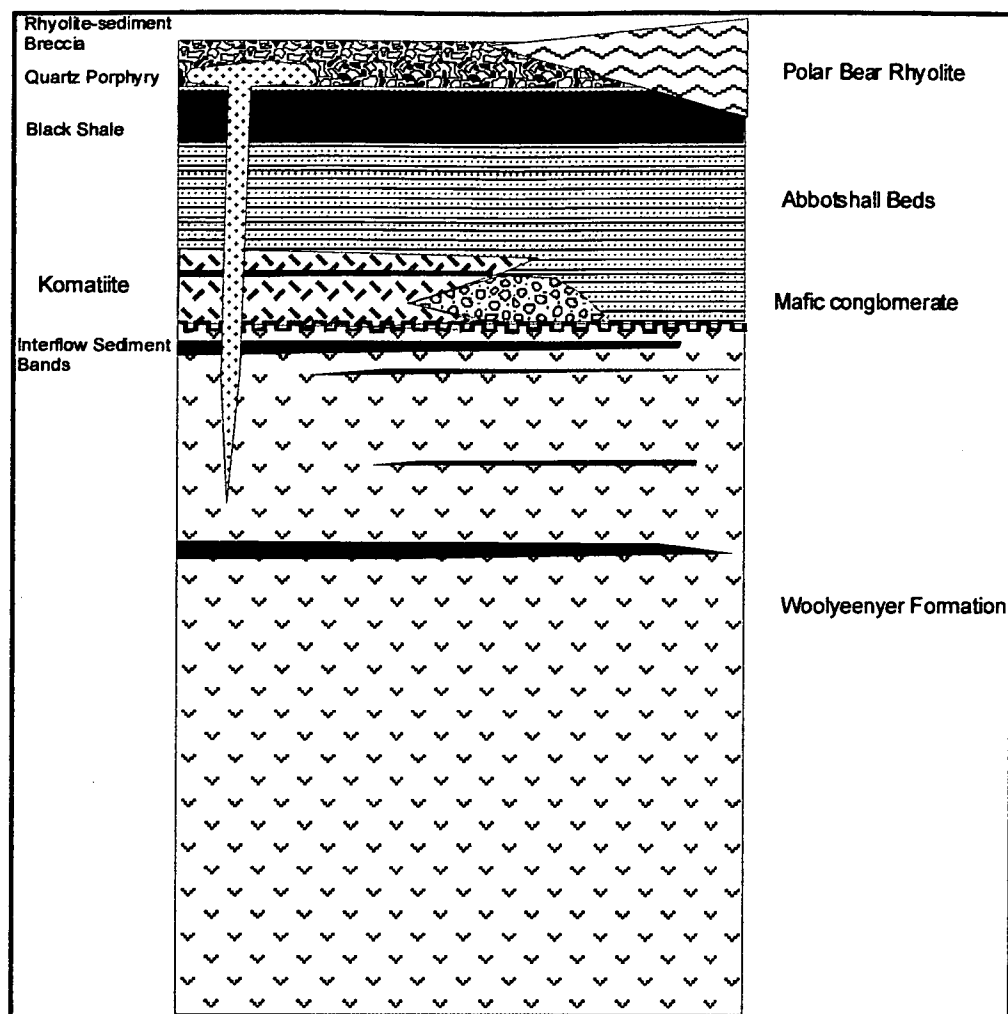 Rhyolite-sediment
Breccia
Quartz Porphyry
Polar Bear Rhyolite
Black Shale
Abbotshall Beds
Komatiite
Mafic conglomerate
Interflow Sediment
Bands
Woolyeenyer Formation